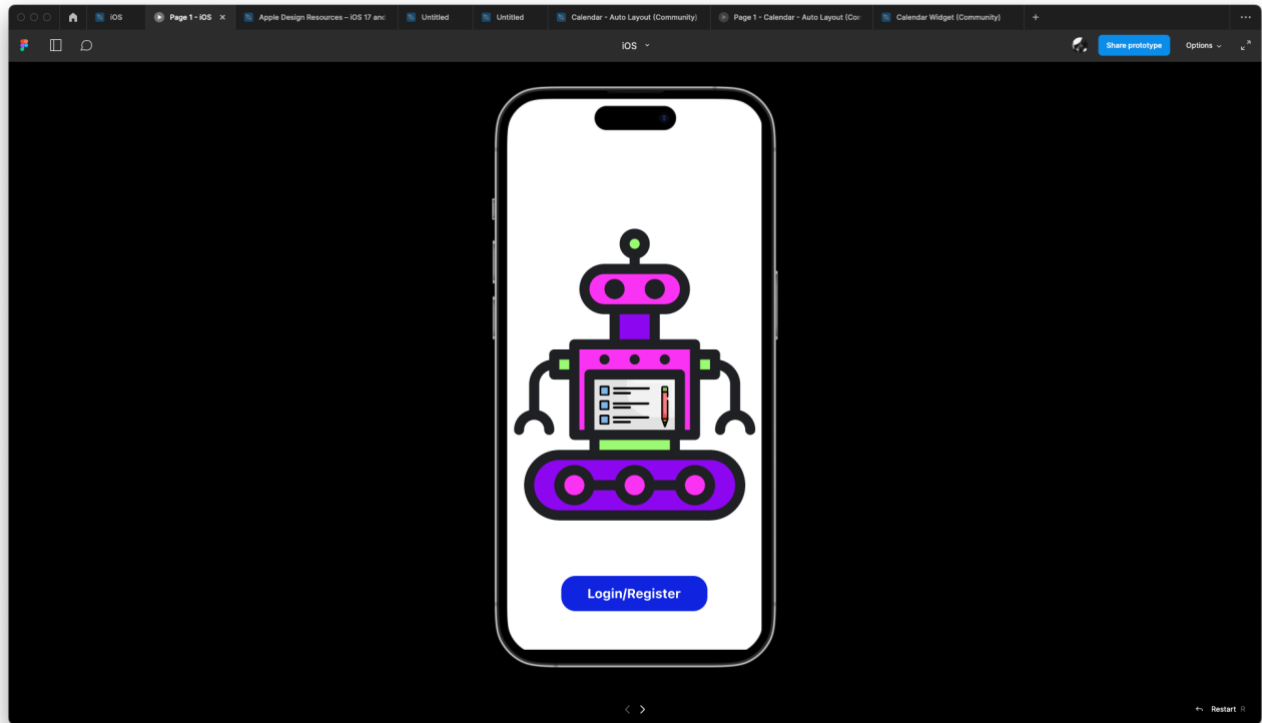 iOS
Page 1 - iOS
Apple Design Resources – iOS 17 and
Untitled
Untitled
Calendar - Auto Layout (Community)
Page 1 - Calendar - Auto Layout (Cor
Calendar Widget (Community)
iOS
Share prototype
Options
Login/Register
Restart R